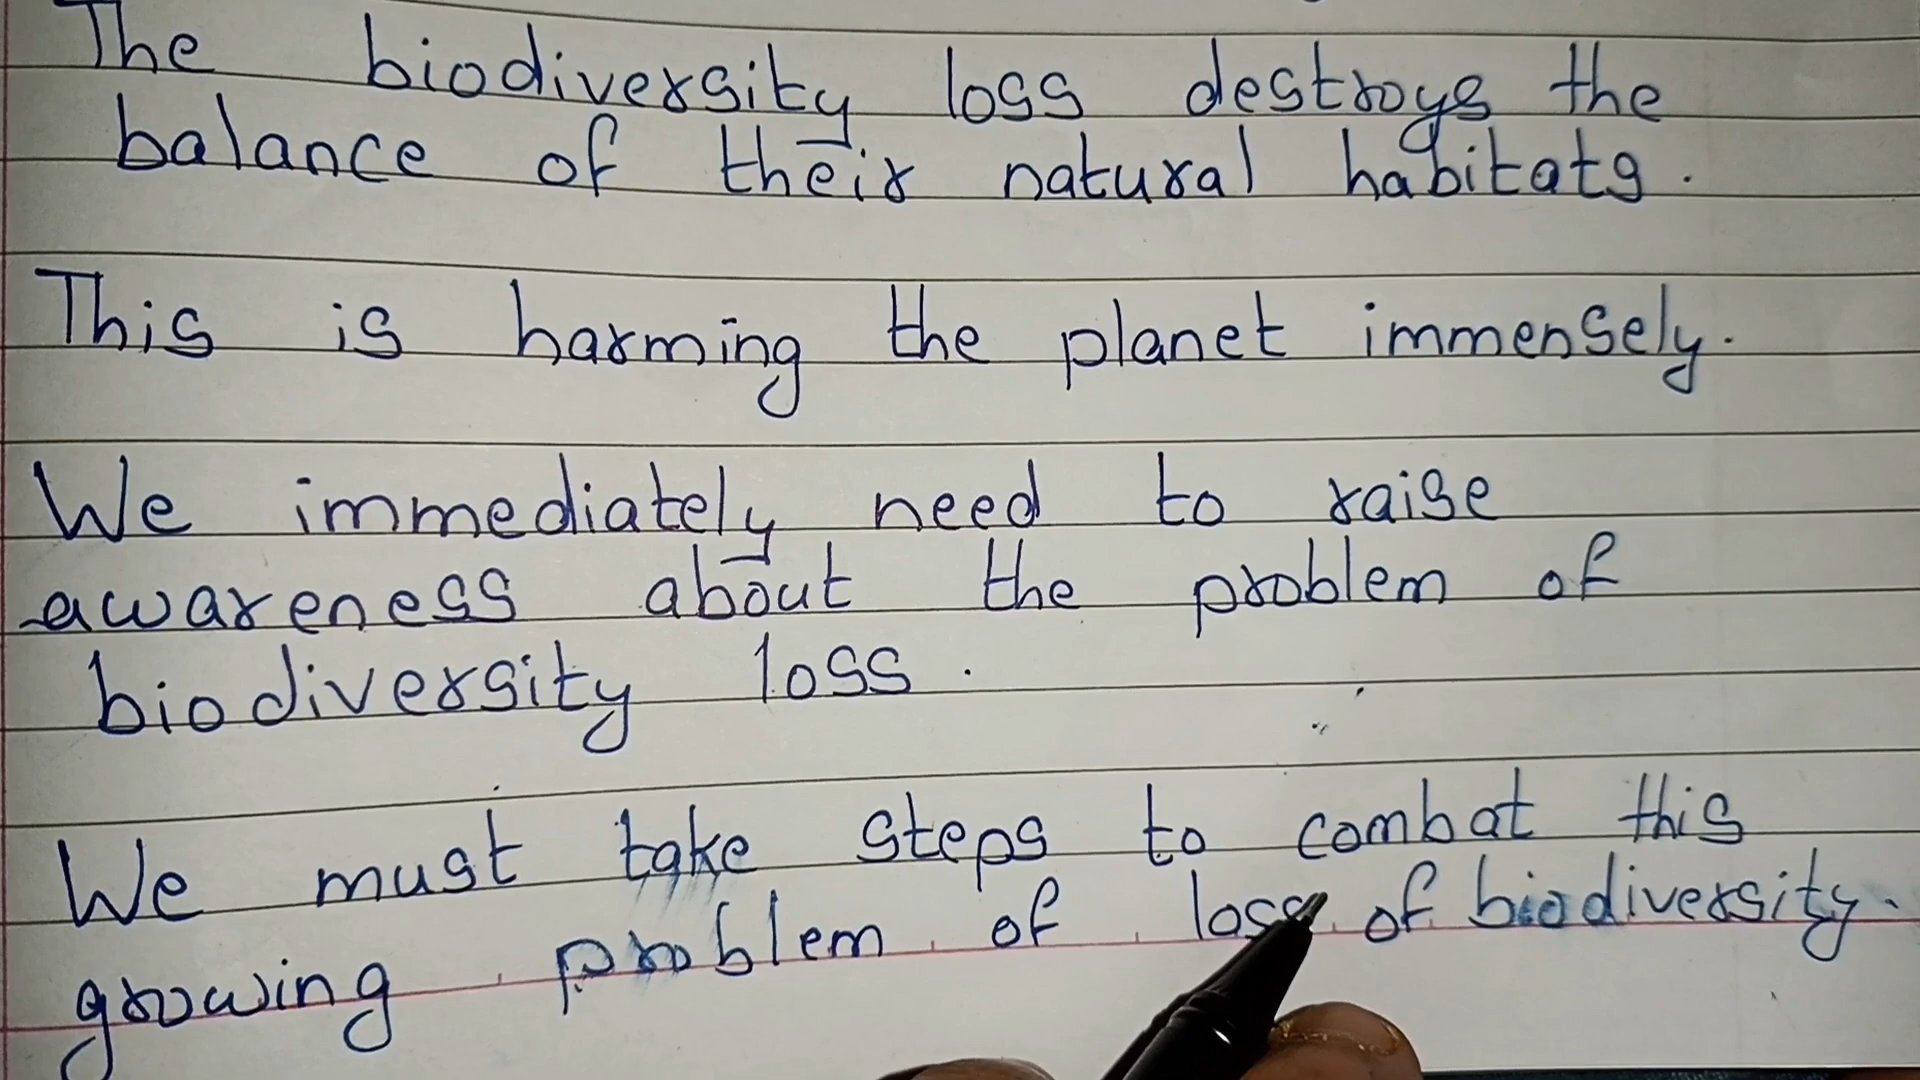 The biodiversity loss destroys the
balance of their natural habitats.
This is harming the planet immensely.
We immediately need to raise
awareness about the problem of
biodiversity loss.
We must take steps to combat this
growing problem of loss of biodiversity.